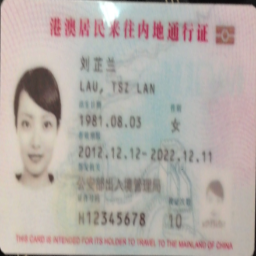 港澳居民来往内地通行证
刘芷兰
LAU, TSZ LAN
1981.08.03 女
2012.12.12-2022.12.11
公安部出入境管理局
H12345678 10
THIS CARD IS INTENDED FOR ITS HOLDER TO TRAVEL TO THE MAINLAND OF CHINA